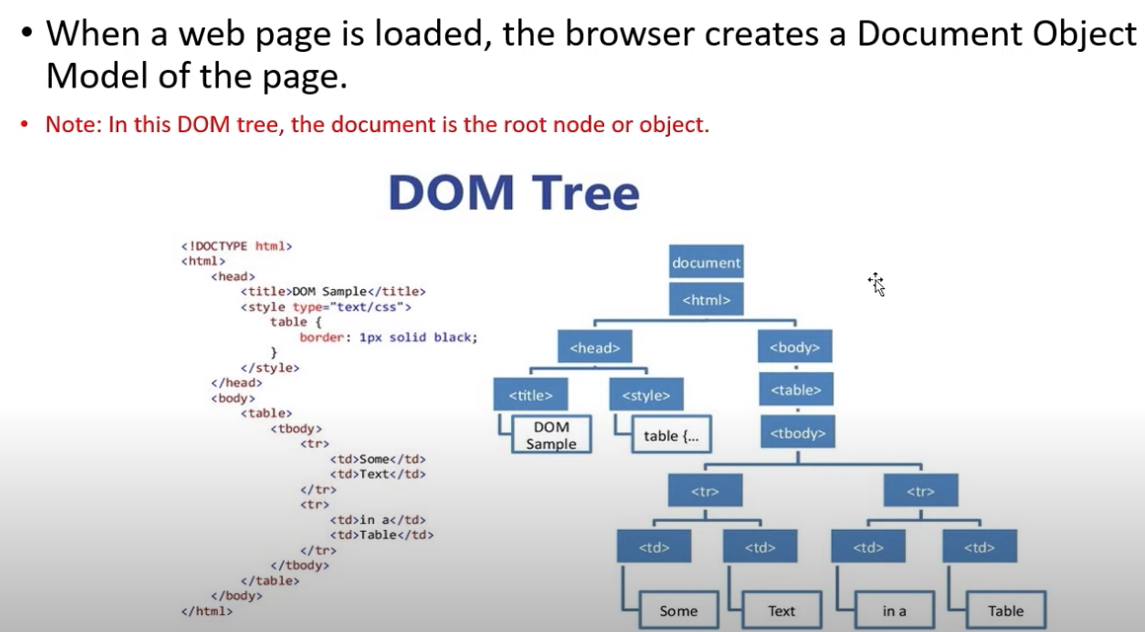 • When a web page is loaded, the browser creates a Document Object
Model of the page.
• Note: In this DOM tree, the document is the root node or object.
DOM Tree
<!DOCTYPE html>
<html>
<head>
<title>DOM Sample</title>
<style type="text/css">
table {
border: 1px solid black;
}
</style>
</head>
<body>
<table>
<tbody>
<tr>
<td>Some</td>
<td>Text</td>
</tr>
<tr>
<td>in a</td>
<td>Table</td>
</tr>
</tbody>
</table>
</body>
</html>
document
<html>
<head>
<body>
<title>
<style>
<table>
DOM
Sample
table {...
<tbody>
<tr>
<tr>
<td>
<td>
<td>
<td>
Some
Text
in a
Table